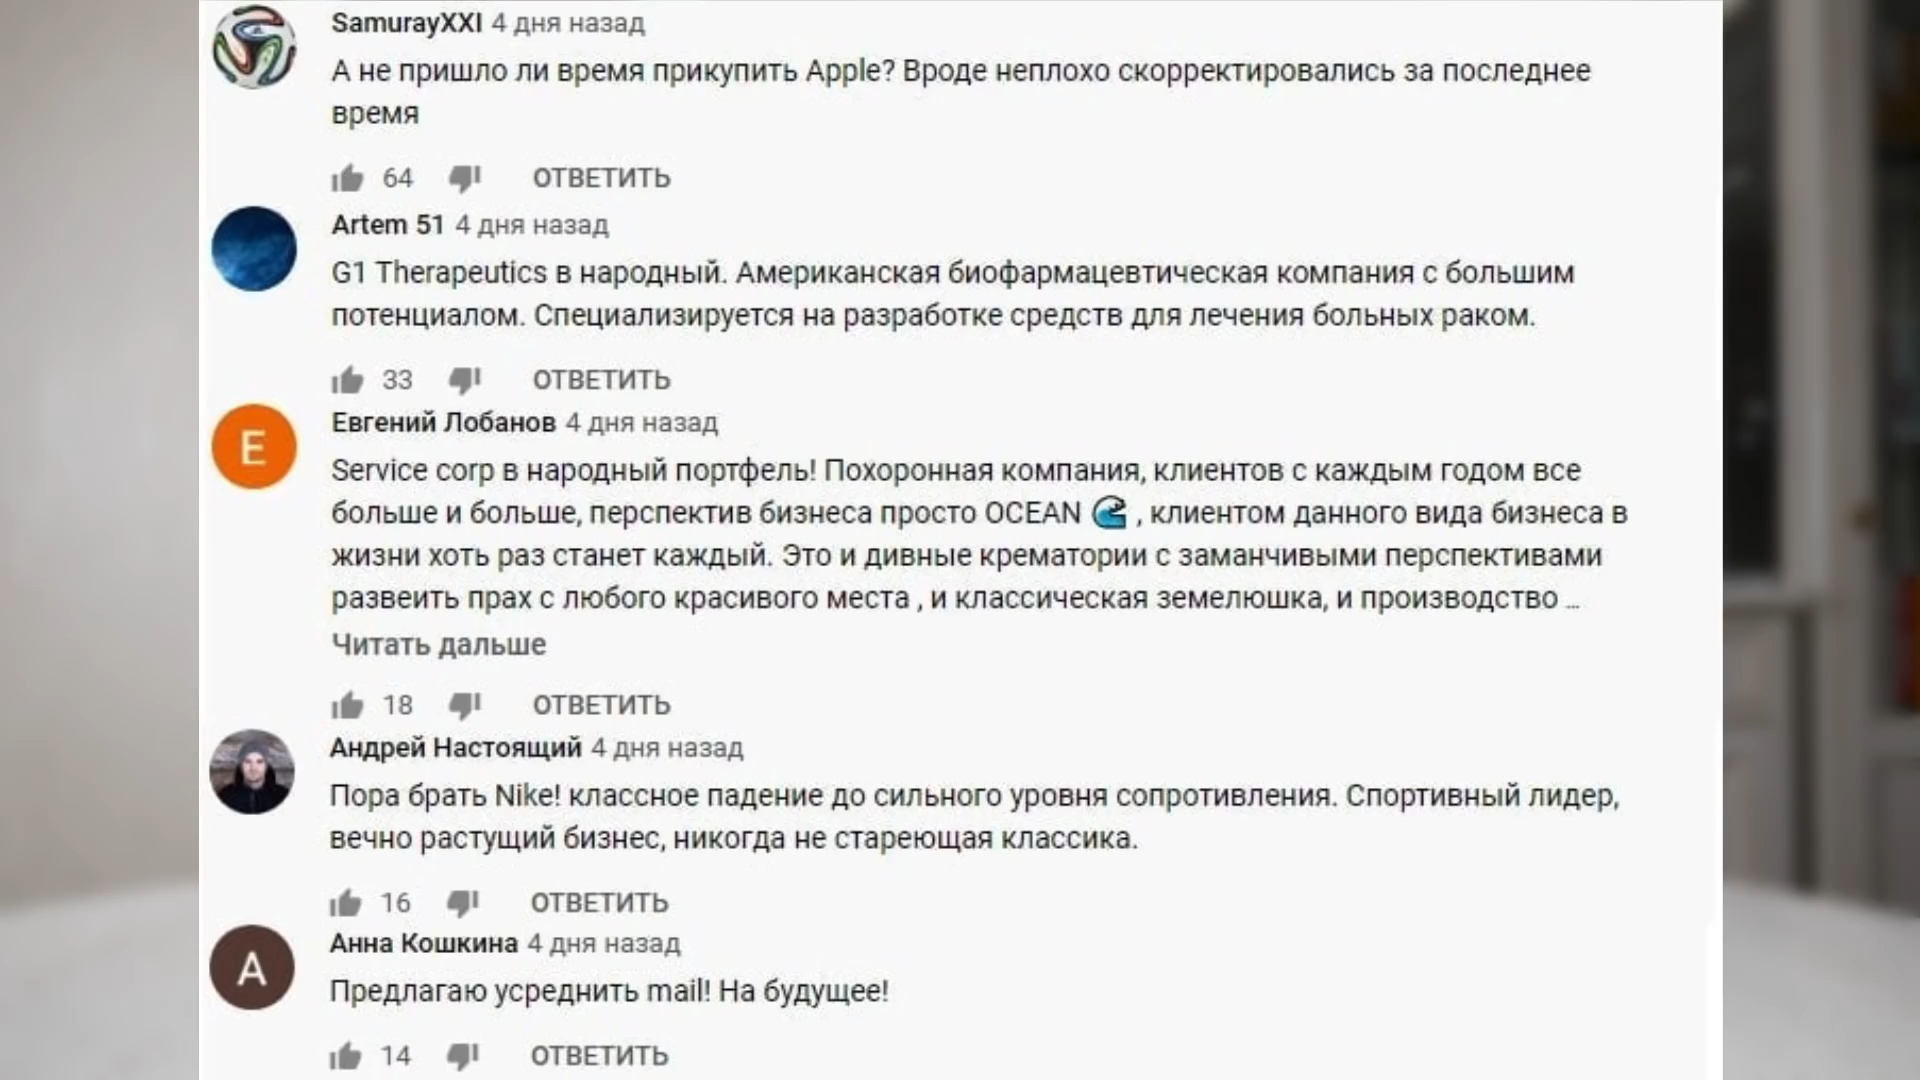 SamurayXXI 4 дня назад
А не пришло ли время прикупить Apple? Вроде неплохо скорректировались за последнее
время
64 ОТВЕТИТЬ
Artem 51 4 дня назад
G1 Therapeutics в народный. Американская биофармацевтическая компания с большим
потенциалом. Специализируется на разработке средств для лечения больных раком.
33 ОТВЕТИТЬ
E
Евгений Лобанов 4 дня назад
Service corp в народный портфель! Похоронная компания, клиентов с каждым годом все
больше и больше, перспектив бизнеса просто OCEAN 🌊 , клиентом данного вида бизнеса в
жизни хоть раз станет каждый. Это и дивные крематории с заманчивыми перспективами
развеить прах с любого красивого места , и классическая земелюшка, и производство ...
Читать дальше
18 ОТВЕТИТЬ
Андрей Настоящий 4 дня назад
Пора брать Nike! классное падение до сильного уровня сопротивления. Спортивный лидер,
вечно растущий бизнес, никогда не стареющая классика.
16 ОТВЕТИТЬ
А
Анна Кошкина 4 дня назад
Предлагаю усреднить mail! На будущее!
14 ОТВЕТИТЬ